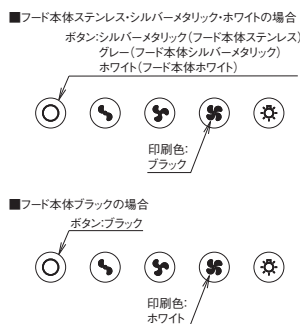 ■フード本体ステンレス・シルバーメタリック・ホワイトの場合
ボタン:シルバーメタリック(フード本体ステンレス)
グレー(フード本体シルバーメタリック)
ホワイト(フード本体ホワイト)
印刷色:
ブラック
■フード本体ブラックの場合
ボタン:ブラック
印刷色:
ホワイト